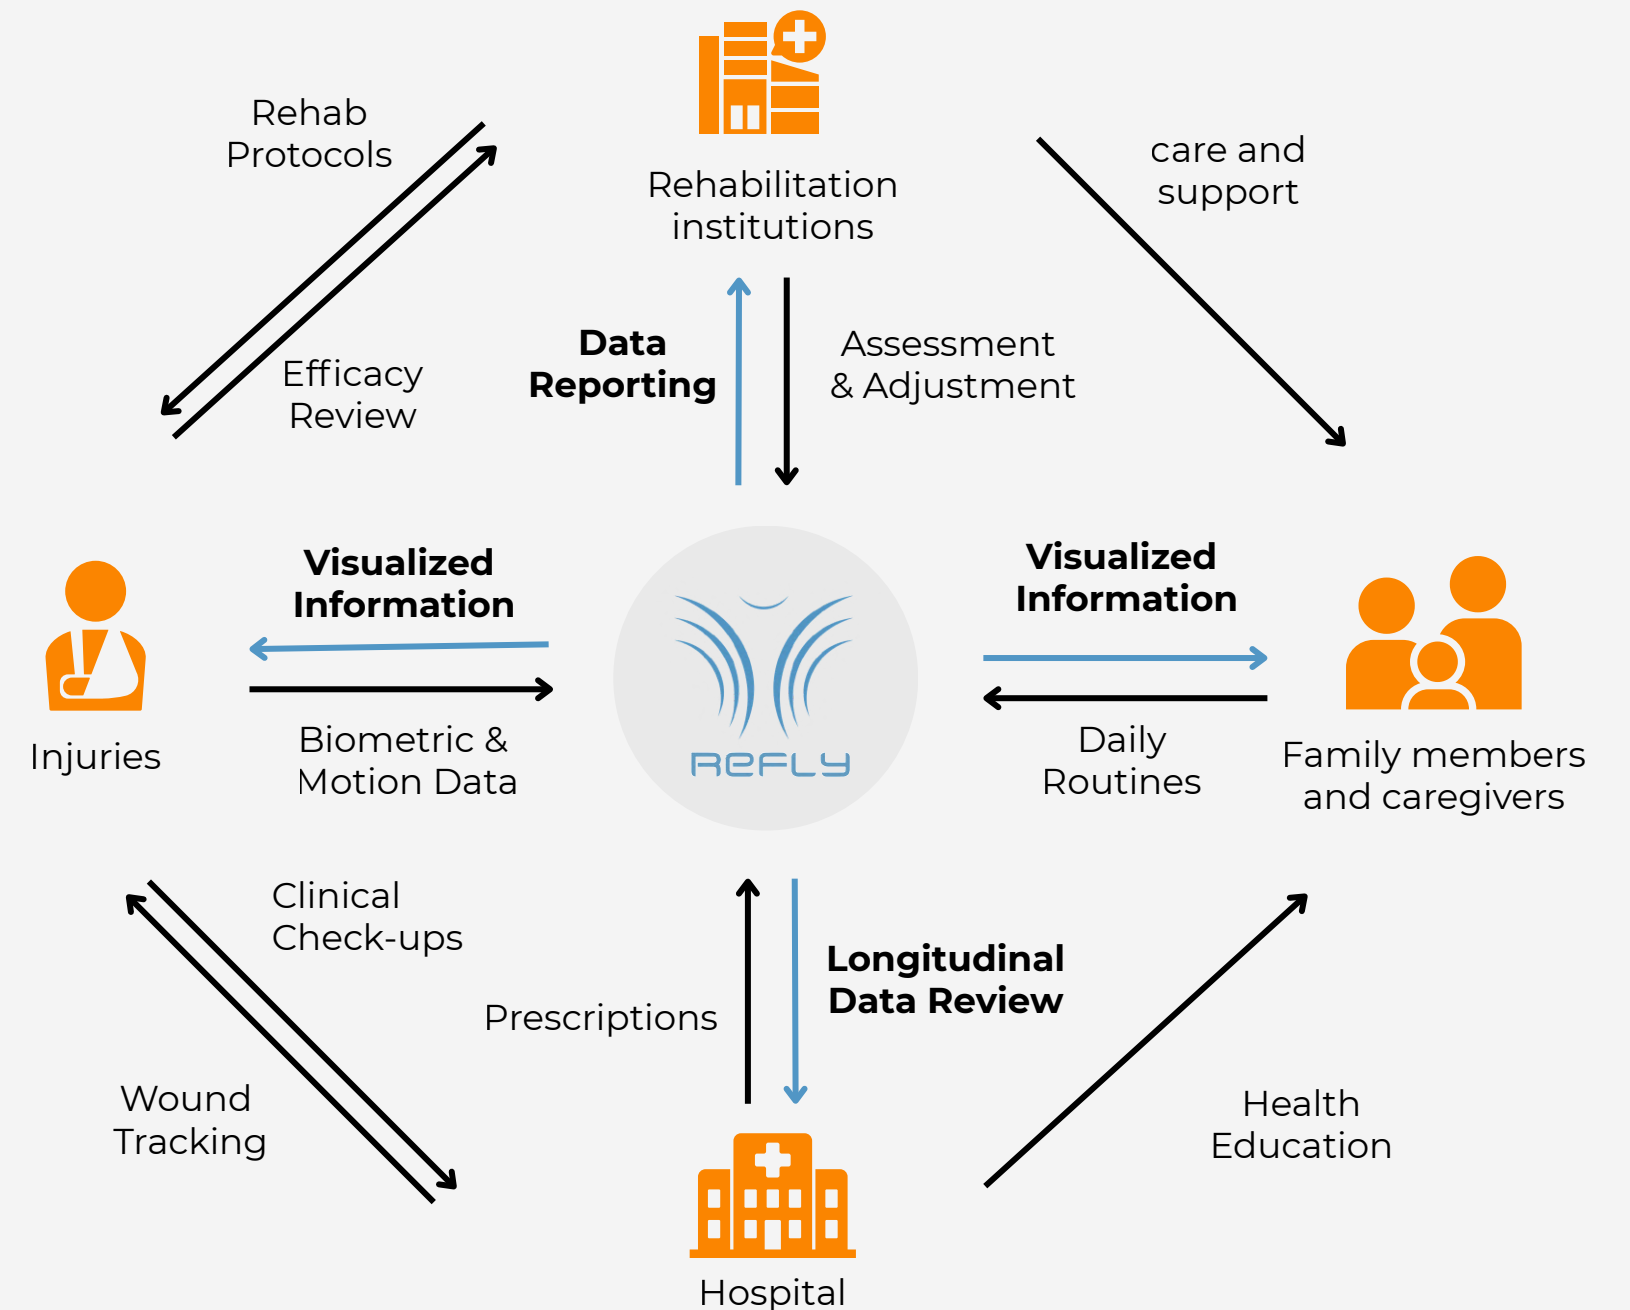 Rehab
Protocols
care and
support
Rehabilitation
institutions
Data
Reporting
Assessment
& Adjustment
Efficacy
Review
Visualized
Information
Visualized
Information
REFLY
Injuries
Biometric &
Motion Data
Daily
Routines
Family members
and caregivers
Clinical
Check-ups
Prescriptions
Longitudinal
Data Review
Wound
Tracking
Health
Education
Hospital